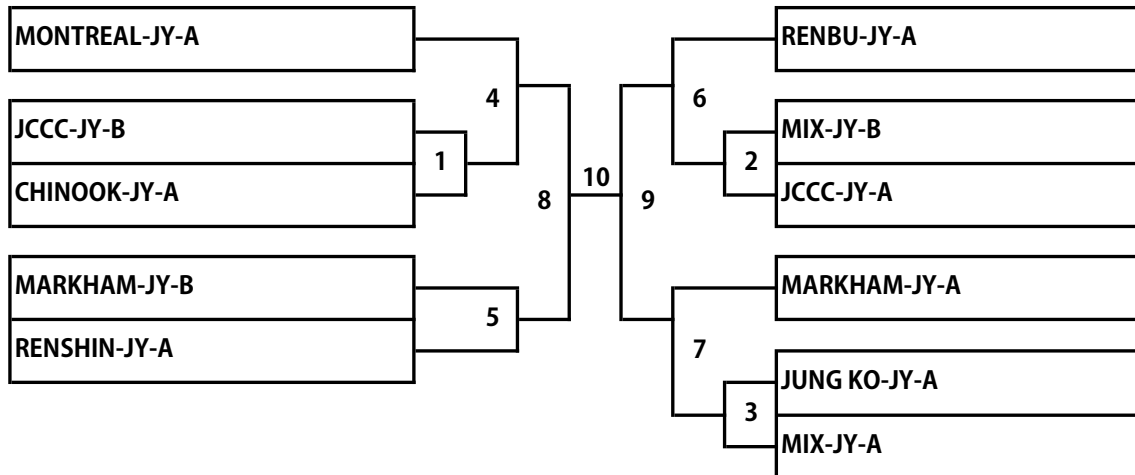 MONTREAL-JY-A
JCCC-JY-B
CHINOOK-JY-A
MARKHAM-JY-B
RENSHIN-JY-A
4
1
8
5
10
9
6
2
7
3
RENBU-JY-A
MIX-JY-B
JCCC-JY-A
MARKHAM-JY-A
JUNG KO-JY-A
MIX-JY-A